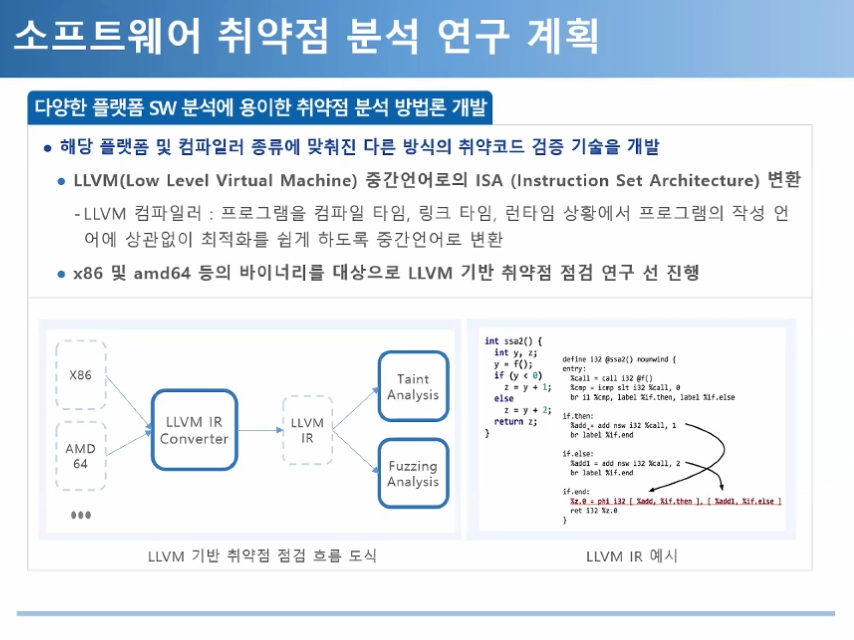 소프트웨어 취약점 분석 연구 계획
다양한 플랫폼 SW 분석에 용이한 취약점 분석 방법론 개발
• 해당 플랫폼 및 컴파일러 종류에 맞춰진 다른 방식의 취약코드 검증 기술을 개발
• LLVM(Low Level Virtual Machine) 중간언어로의 ISA (Instruction Set Architecture) 변환
-LLVM 컴파일러 : 프로그램을 컴파일 타임, 링크 타임, 런타임 상황에서 프로그램의 작성 언
어에 상관없이 최적화를 쉽게 하도록 중간언어로 변환
• x86 및 amd64 등의 바이너리를 대상으로 LLVM 기반 취약점 점검 연구 선 진행
X86
AMD
64
LLVM IR
Converter
LLVM
IR
Taint
Analysis
Fuzzing
Analysis
LLVM 기반 취약점 점검 흐름 도식
int ssa2() {
int y, z;
y = f();
if (y < 0)
z = y + 1;
else
z = y + 2;
return z;
}
define i32 @ssa2() nounwind {
entry:
%call = call i32 @f()
%cmp = icmp slt i32 %call, 0
br i1 %cmp, label %if.then, label %if.else
if.then:
%add = add nsw i32 %call, 1
br label %if.end
if.else:
%add1 = add nsw i32 %call, 2
br label %if.end
if.end:
%z.0 = phi i32 [ %add, %if.then ], [ %add1, %if.else ]
ret i32 %z.0
}
LLVM IR 예시